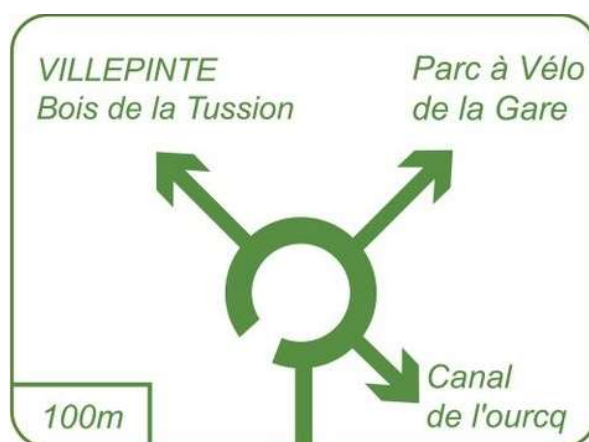 VILLEPINTE
Bois de la Tussion
Parc à Vélo
de la Gare
Canal
de l'ourcq
100m